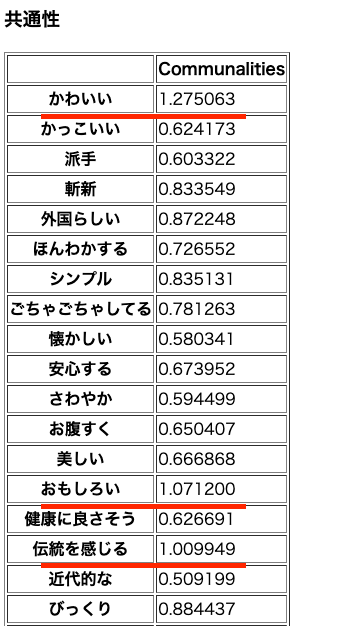 共通性
Communalities
かわいい 1.275063
かっこいい 0.624173
派手 0.603322
斬新 0.833549
外国らしい 0.872248
ほんわかする 0.726552
シンプル 0.835131
ごちゃごちゃしてる 0.781263
懐かしい 0.580341
安心する 0.673952
さわやか 0.594499
お腹すく 0.650407
美しい 0.666868
おもしろい 1.071200
健康に良さそう 0.626691
伝統を感じる 1.009949
近代的な 0.509199
びっくり 0.884437